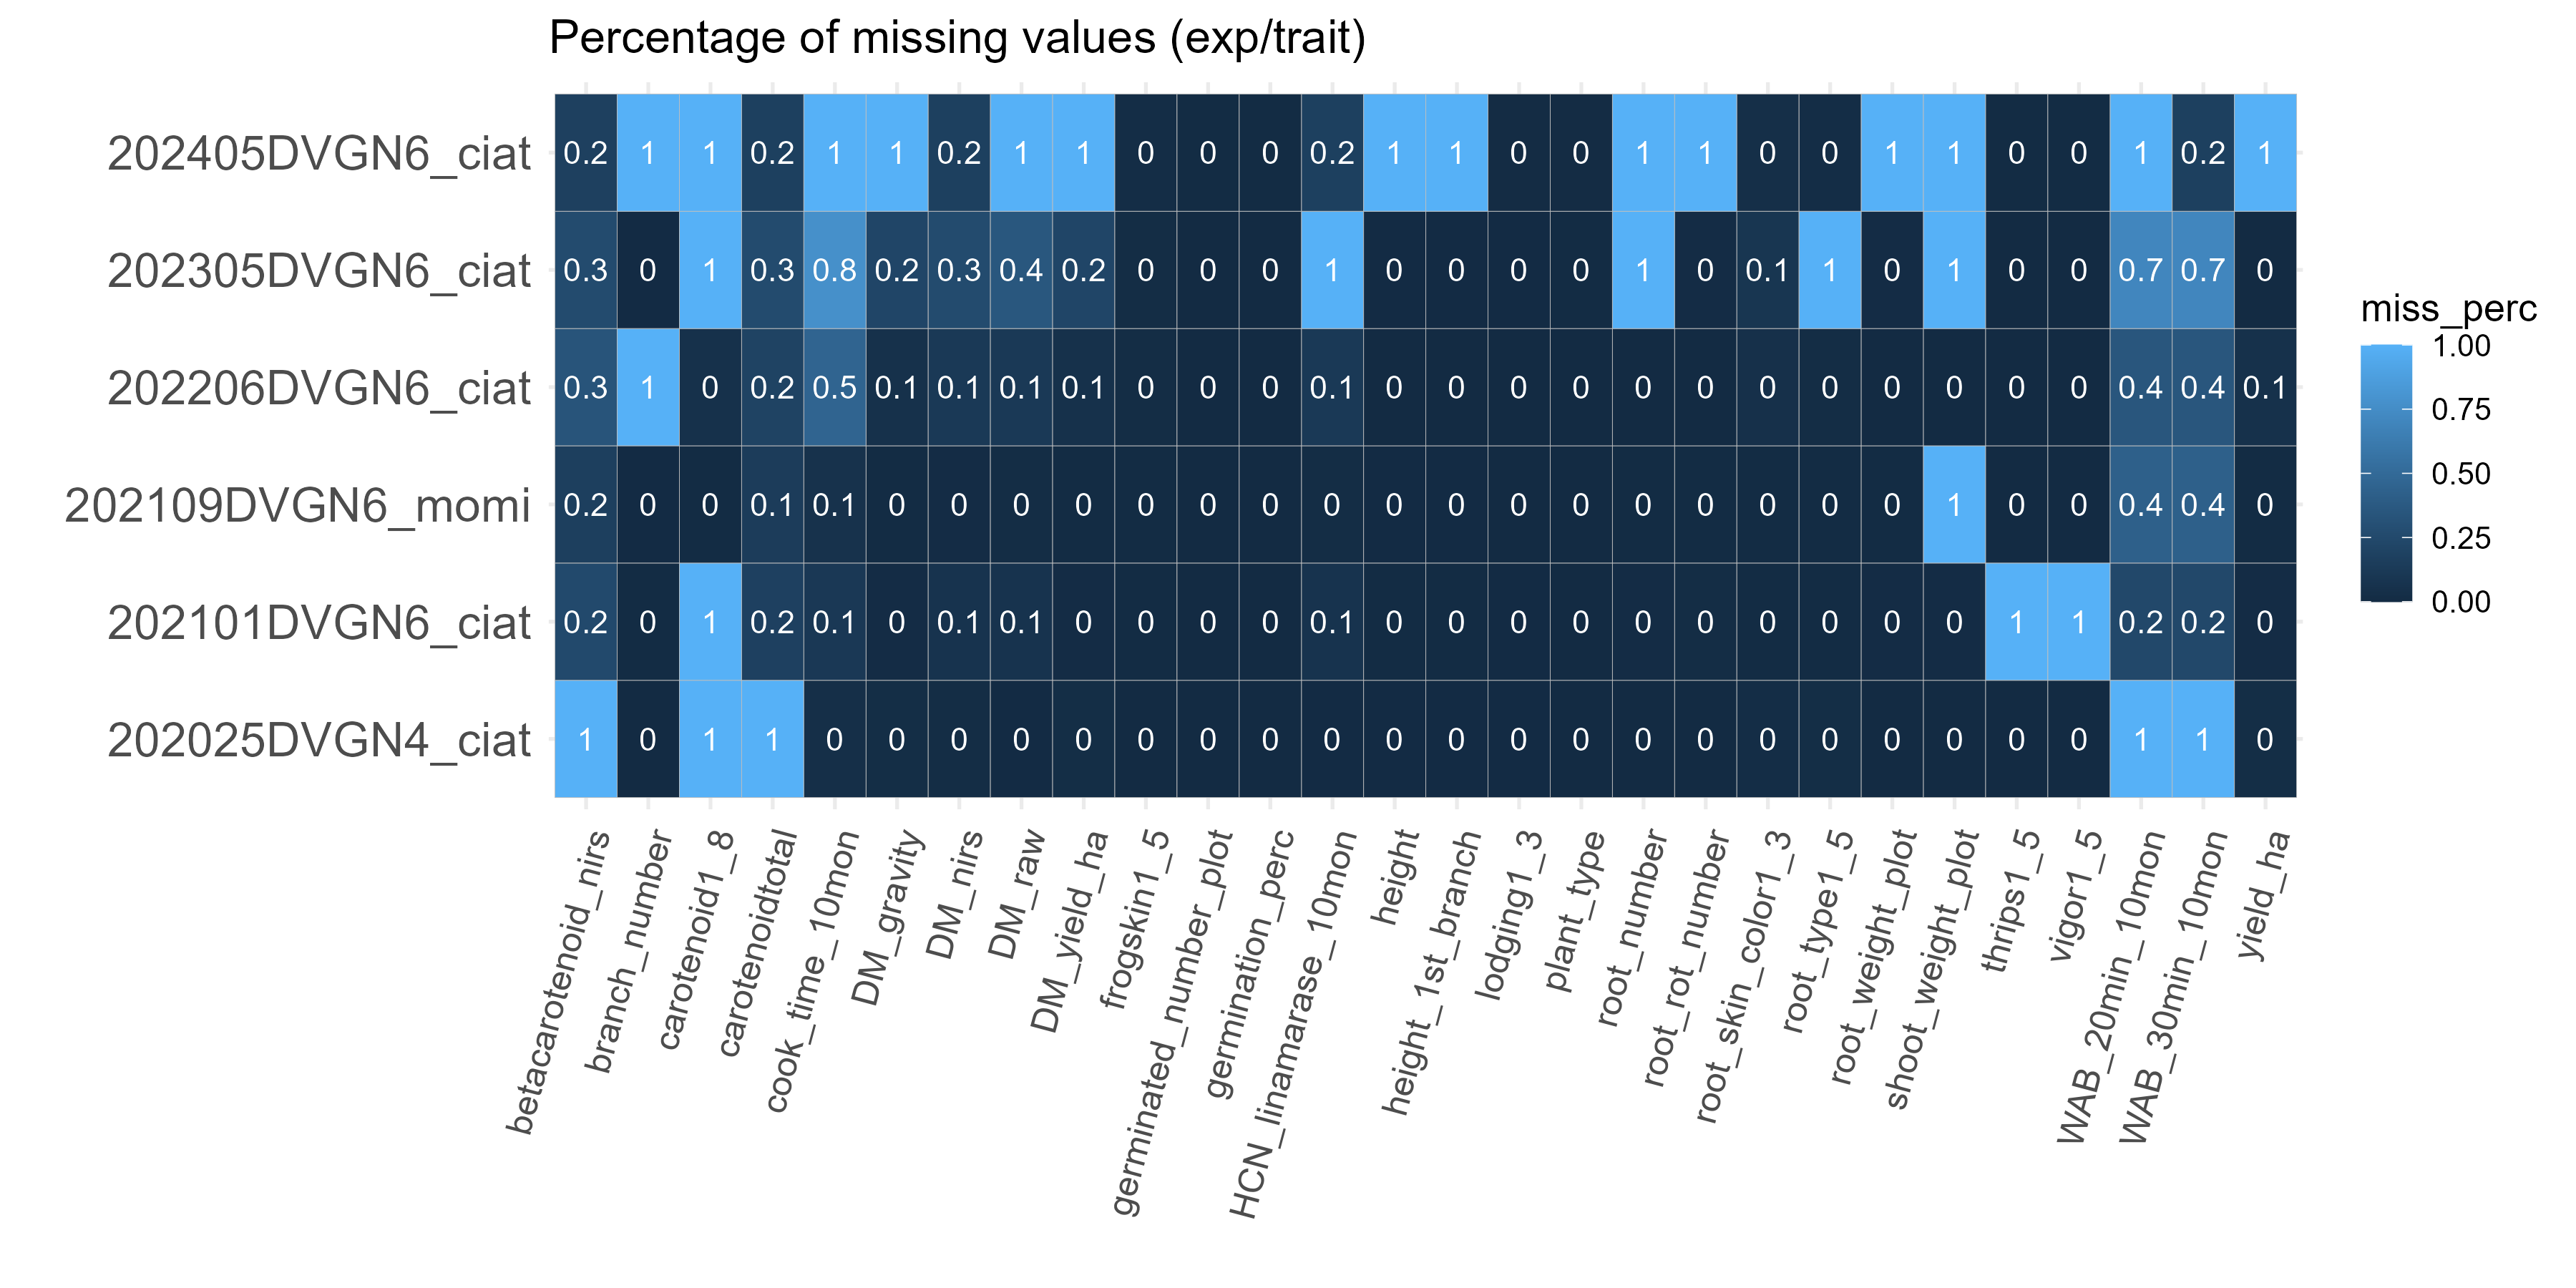 Percentage of missing values (exp/trait)
202405DVGN6_ciat 0.2 1 1 0.2 1 1 0.2 1 1 0 0 0 0.2 1 1 0 0 1 1 0 0 1 1 0 0 1 0.2 1
202305DVGN6_ciat 0.3 0 1 0.3 0.8 0.2 0.3 0.4 0.2 0 0 0 1 0 0 0 0 1 0 0.1 1 0 1 0 0 0.7 0.7 0
202206DVGN6_ciat 0.3 1 0 0.2 0.5 0.1 0.1 0.1 0.1 0 0 0 0.1 0 0 0 0 0 0 0 0 0 0 0 0 0.4 0.4 0.1
202109DVGN6_momi 0.2 0 0 0.1 0.1 0 0 0 0 0 0 0 0 0 0 0 0 0 0 0 0 0 1 0 0 0.4 0.4 0
202101DVGN6_ciat 0.2 0 1 0.2 0.1 0 0.1 0.1 0 0 0 0 0.1 0 0 0 0 0 0 0 0 0 0 1 1 0.2 0.2 0
202025DVGN4_ciat 1 0 1 1 0 0 0 0 0 0 0 0 0 0 0 0 0 0 0 0 0 0 0 0 0 1 1 0
betacarotenoid_nirs
branch_number
carotenoid1_8
carotenoidtotal
cook_time_10mon
DM_gravity
DM_nirs
DM_raw
DM_yield_ha
frogskin1_5
germinated_number_plot
germination_perc
HCN_linamarase_10mon
height
height_1st_branch
lodging1_3
plant_type
root_number
root_rot_number
root_skin_color1_3
root_type1_5
root_weight_plot
shoot_weight_plot
thrips1_5
vigor1_5
WAB_20min_10mon
WAB_30min_10mon
yield_ha
miss_perc
1.00
0.75
0.50
0.25
0.00